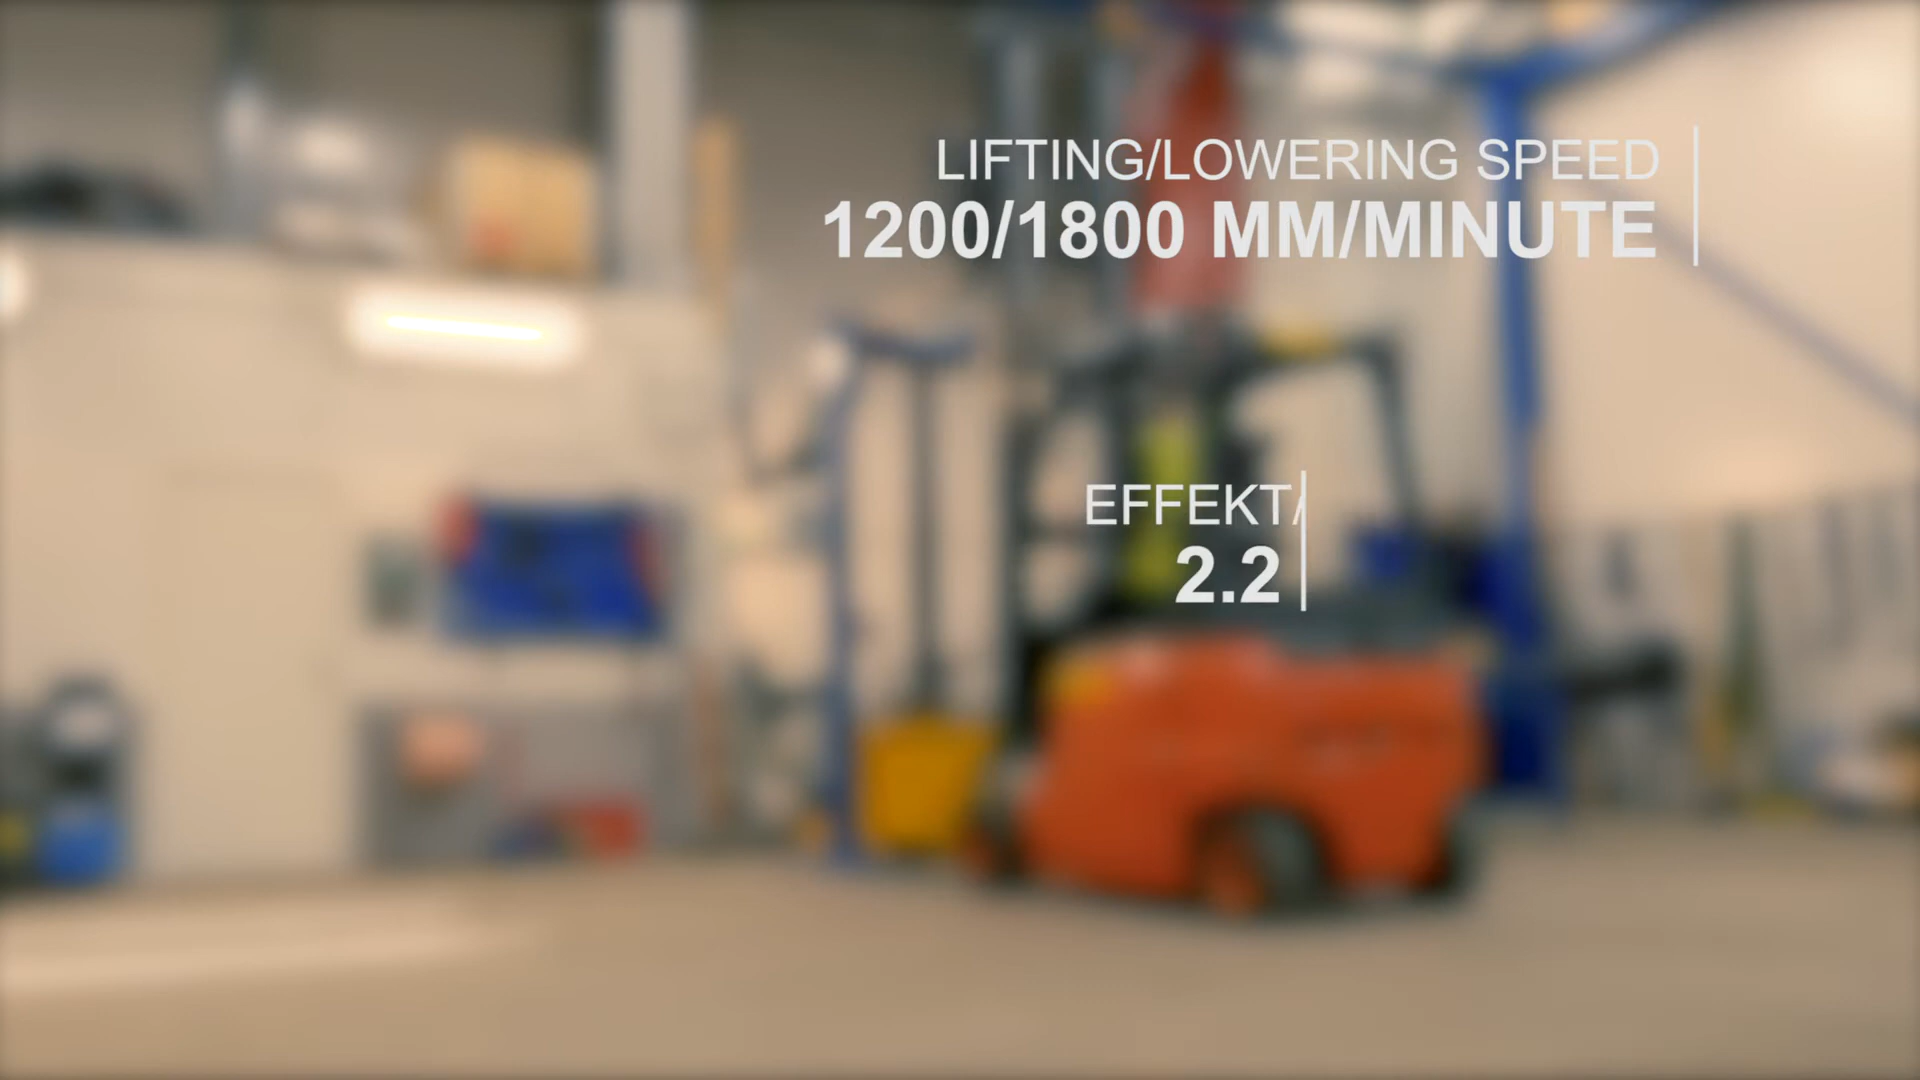 LIFTING/LOWERING SPEED
1200/1800 MM/MINUTE
EFFEKT/
2.2